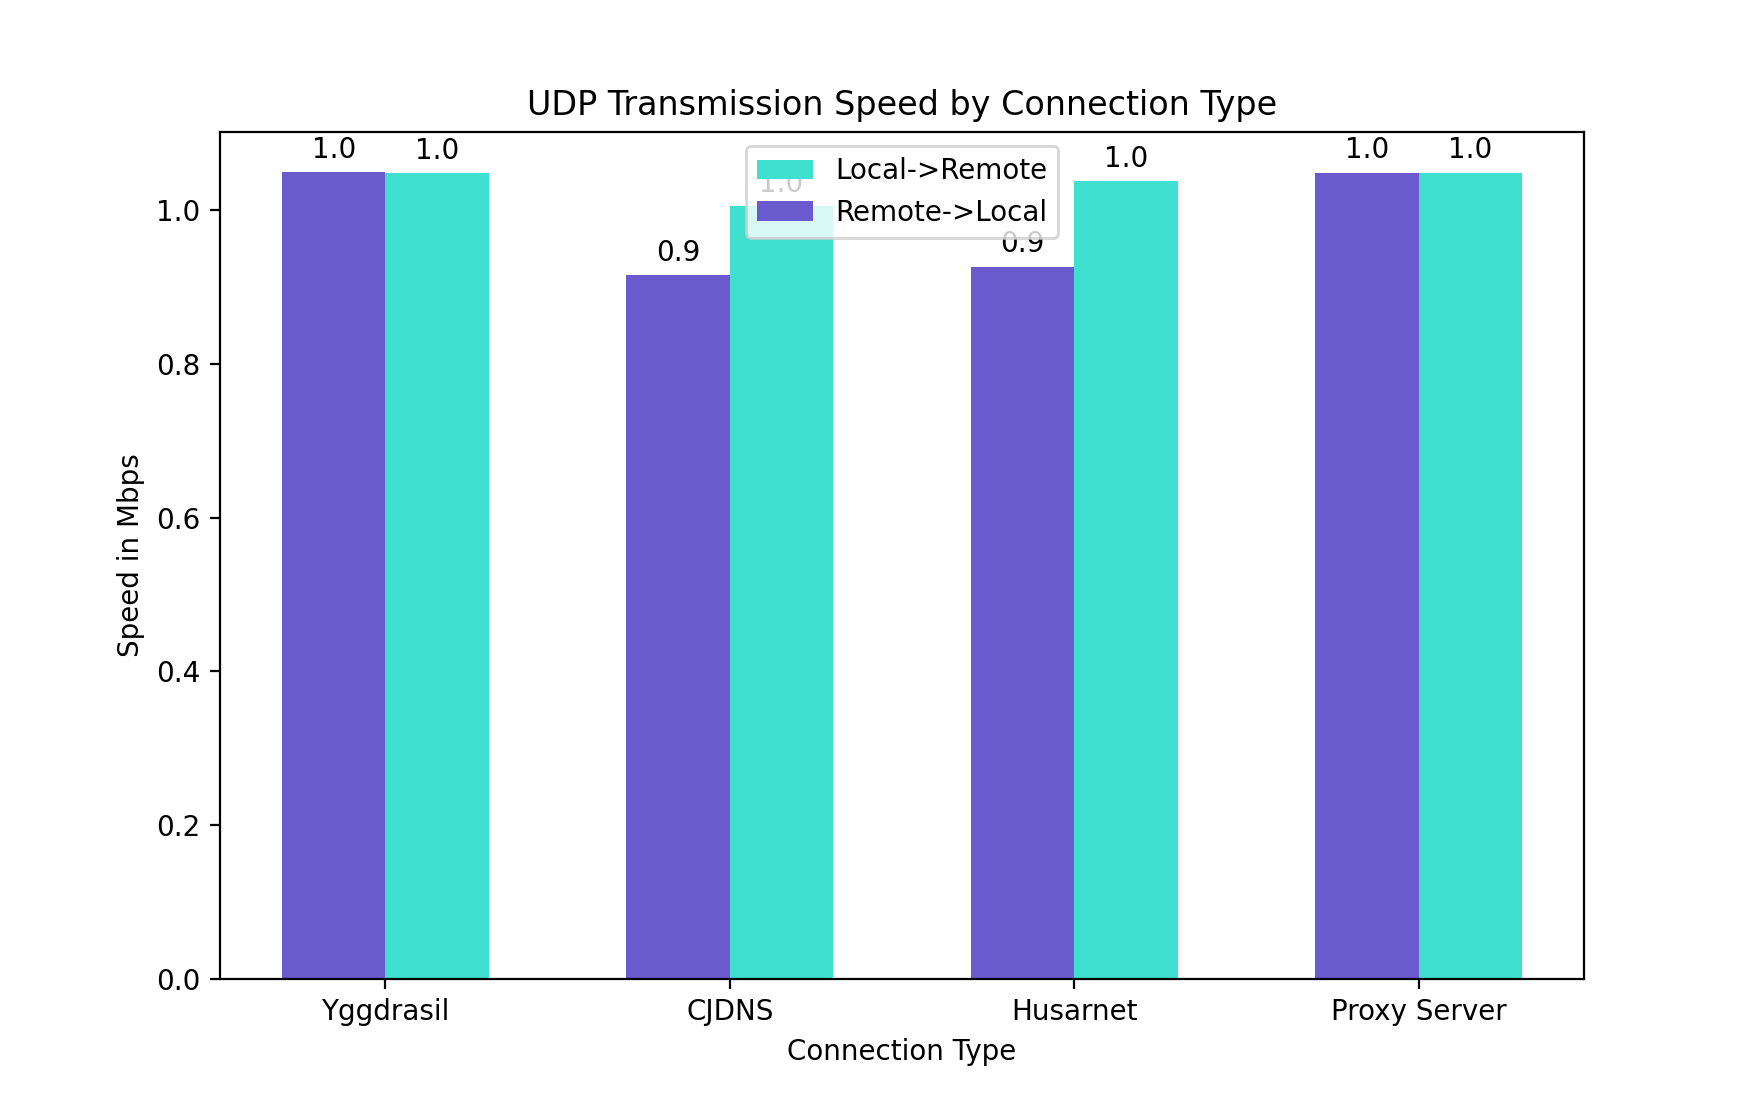 UDP Transmission Speed by Connection Type
1.0 1.0 1.0 1.0 1.0 1.0
0.9 0.9
Local->Remote
Remote->Local
1.0
0.8
0.6
0.4
0.2
0.0
Speed in Mbps
Yggdrasil CJDNS Husarnet Proxy Server
Connection Type